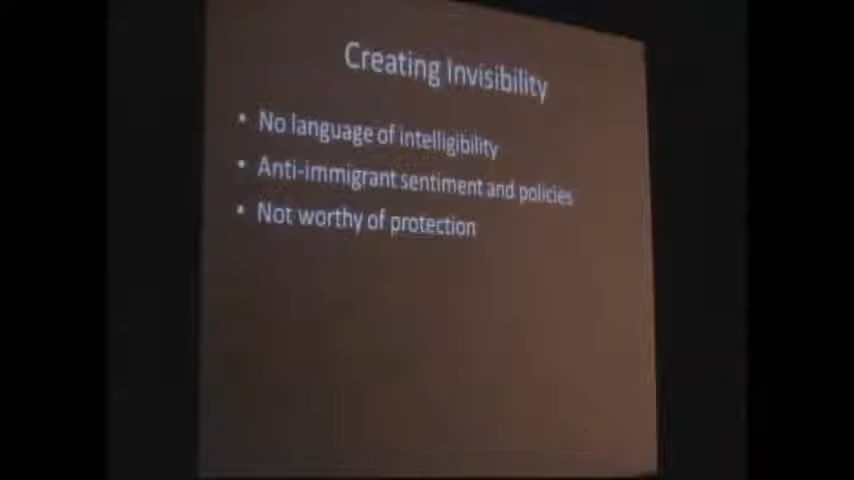 Creating Invisibility
• No language of intelligibility
• Anti-immigrant sentiment and policies
• Not worthy of protection